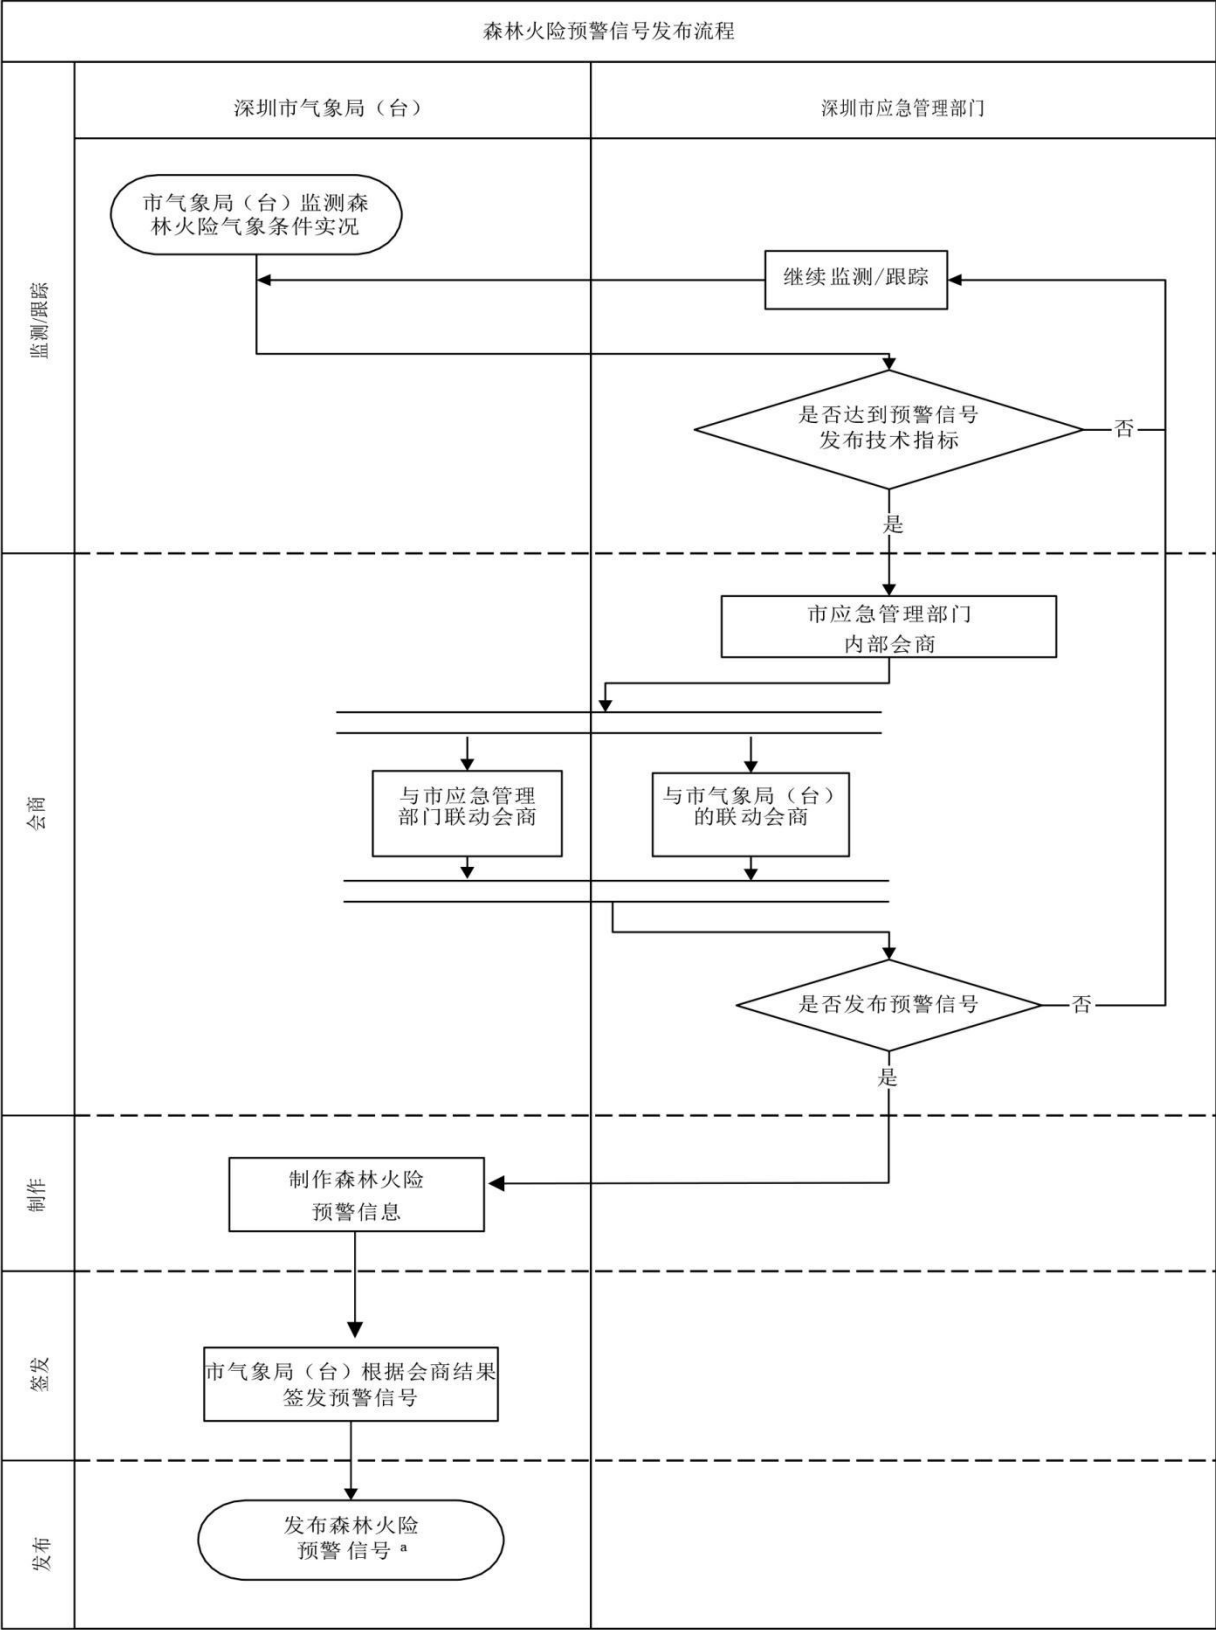 森林火险预警信号发布流程
深圳市气象局（台）
深圳市应急管理部门
监测/跟踪
市气象局（台）监测森
林火险气象条件实况
继续监测/跟踪
是否达到预警信号
发布技术指标
否
是
会商
市应急管理部门
内部会商
与市应急管理
部门联动会商
与市气象局（台）
的联动会商
是否发布预警信号
否
是
制作
制作森林火险
预警信息
签发
市气象局（台）根据会商结果
签发预警信号
发布
发布森林火险
预警信号 a